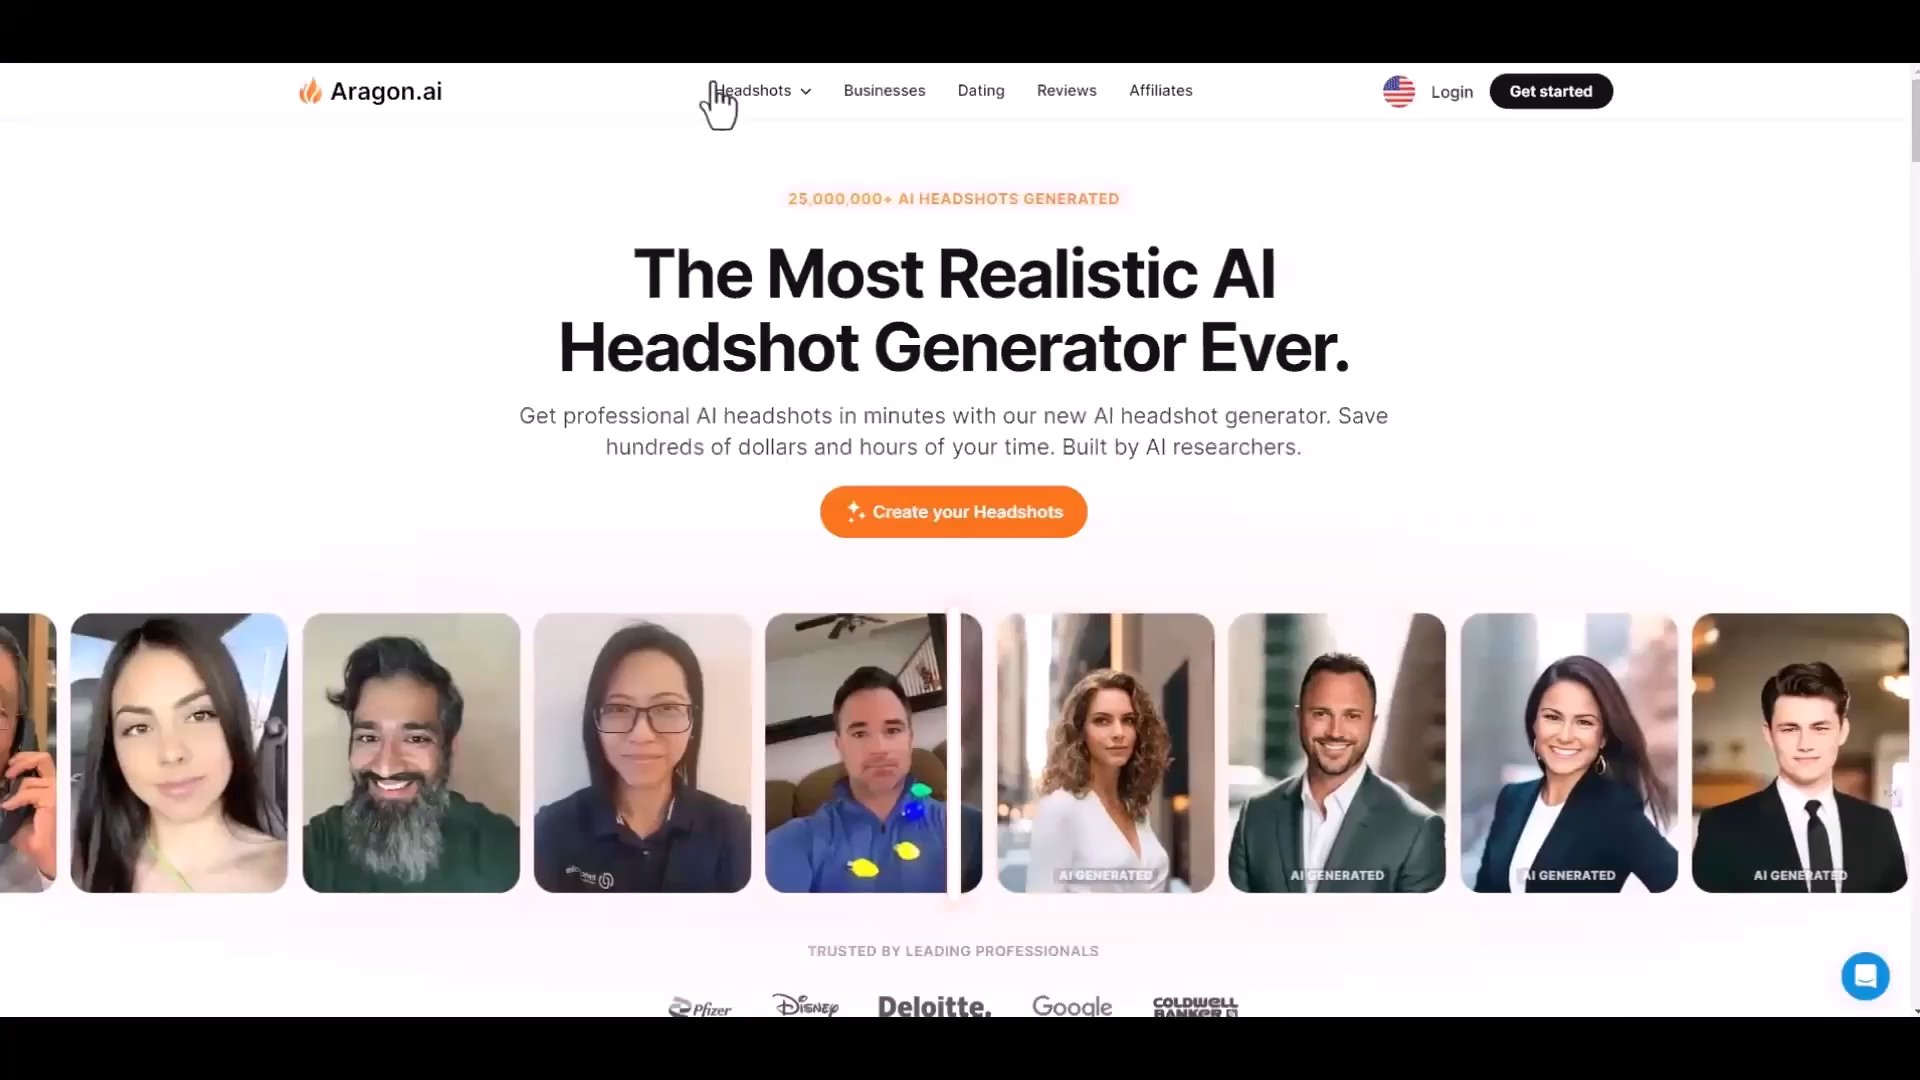 Aragon.ai
Headshots
Businesses
Dating
Reviews
Affiliates
Login
Get started
25,000,000+ AI HEADSHOTS GENERATED
The Most Realistic AI
Headshot Generator Ever.
Get professional AI headshots in minutes with our new AI headshot generator. Save
hundreds of dollars and hours of your time. Built by AI researchers.
Create your Headshots
AI GENERATED
AI GENERATED
AI GENERATED
AI GENERATED
TRUSTED BY LEADING PROFESSIONALS
Pfizer
Disney
Deloitte.
Google
COLDWELL
BANKER